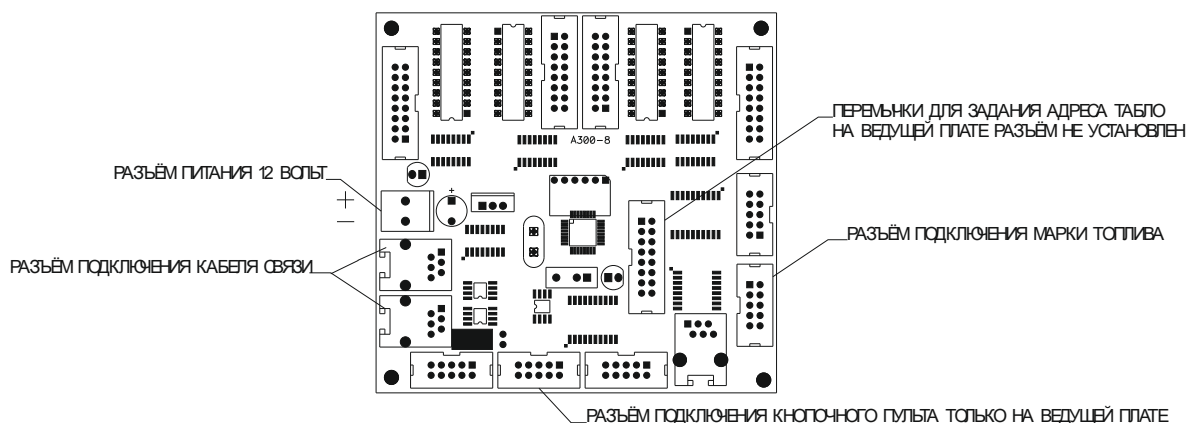 A300-8
ПЕРЕМЫЧКИ ДЛЯ ЗАДАНИЯ АДРЕСА ТАБЛО
НА ВЕДУЩЕЙ ПЛАТЕ РАЗЪЁМ НЕ УСТАНОВЛЕН
РАЗЪЁМ ПИТАНИЯ 12 ВОЛЬТ
+
+
−
РАЗЪЁМ ПОДКЛЮЧЕНИЯ МАРКИ ТОПЛИВА
РАЗЪЁМ ПОДКЛЮЧЕНИЯ КАБЕЛЯ СВЯЗИ
РАЗЪЁМ ПОДКЛЮЧЕНИЯ КНОПОЧНОГО ПУЛЬТА ТОЛЬКО НА ВЕДУЩЕЙ ПЛАТЕ